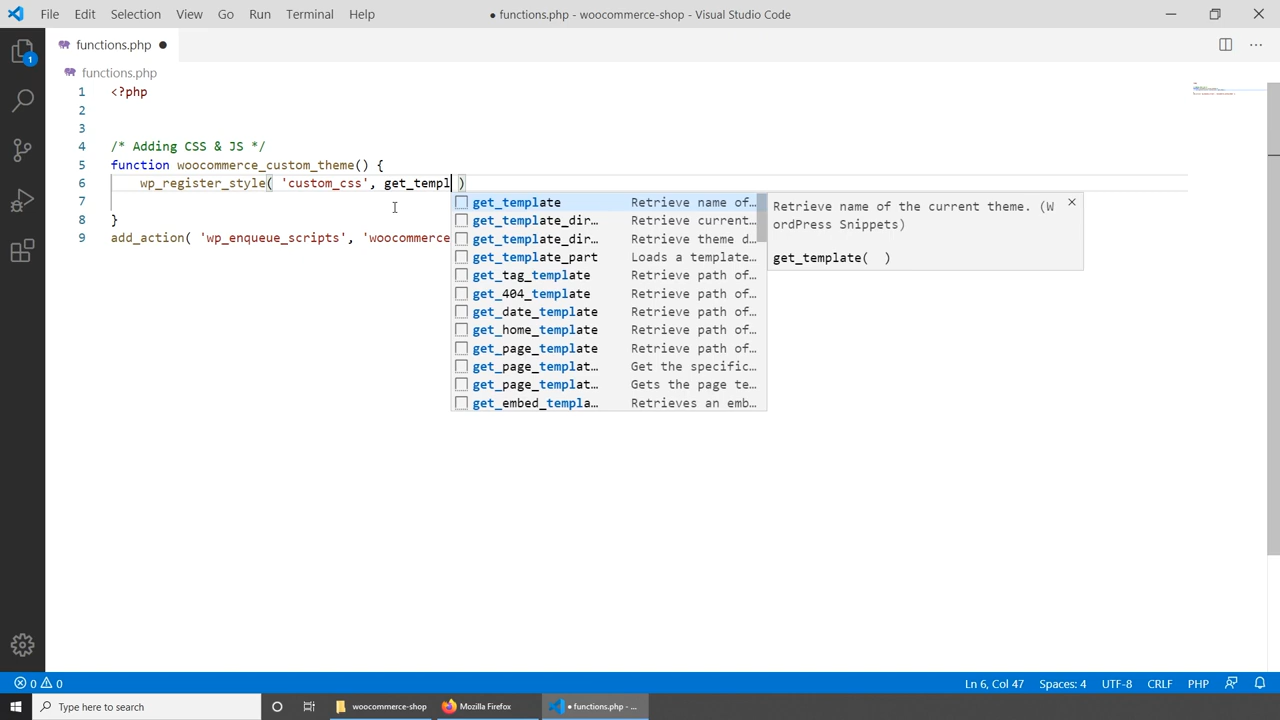 File Edit Selection View Go Run Terminal Help
● functions.php - woocommerce-shop - Visual Studio Code
functions.php ●
functions.php
1 <?php
2
3
4 /* Adding CSS & JS */
5 function woocommerce_custom_theme() {
6 wp_register_style( 'custom_css', get_templ )
7
8 }
9 add_action( 'wp_enqueue_scripts', 'woocommerce
get_template Retrieve name of…
get_template_dir… Retrieve current…
get_template_dir… Retrieve theme d…
get_template_part Loads a template…
get_tag_template Retrieve path of…
get_404_template Retrieve path of…
get_date_template Retrieve path of…
get_home_template Retrieve path of…
get_page_template Retrieve path of…
get_page_templat… Get the specific…
get_page_templat… Gets the page te…
get_embed_templa… Retrieves an emb…
Retrieve name of the current theme. (W
ordPress Snippets)
get_template(  )
1
0 0
Ln 6, Col 47 Spaces: 4 UTF-8 CRLF PHP
Type here to search
woocommerce-shop
Mozilla Firefox
● functions.php - ...